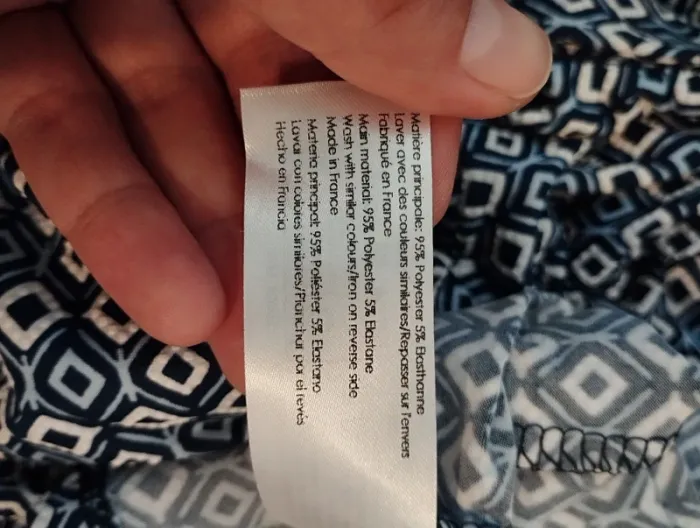 Matière principale: 95% Polyester 5% Elasthanne
Laver avec des couleurs similaires/Repasser sur l'envers
Fabriqué en France
Main material: 95% Polyester 5% Elastane
Wash with similar colours/Iron on reverse side
Made in France
Materia principal: 95% Poliéster 5% Elastano
Lavar con colores similares/Planchar por el revés
Hecho en Francia